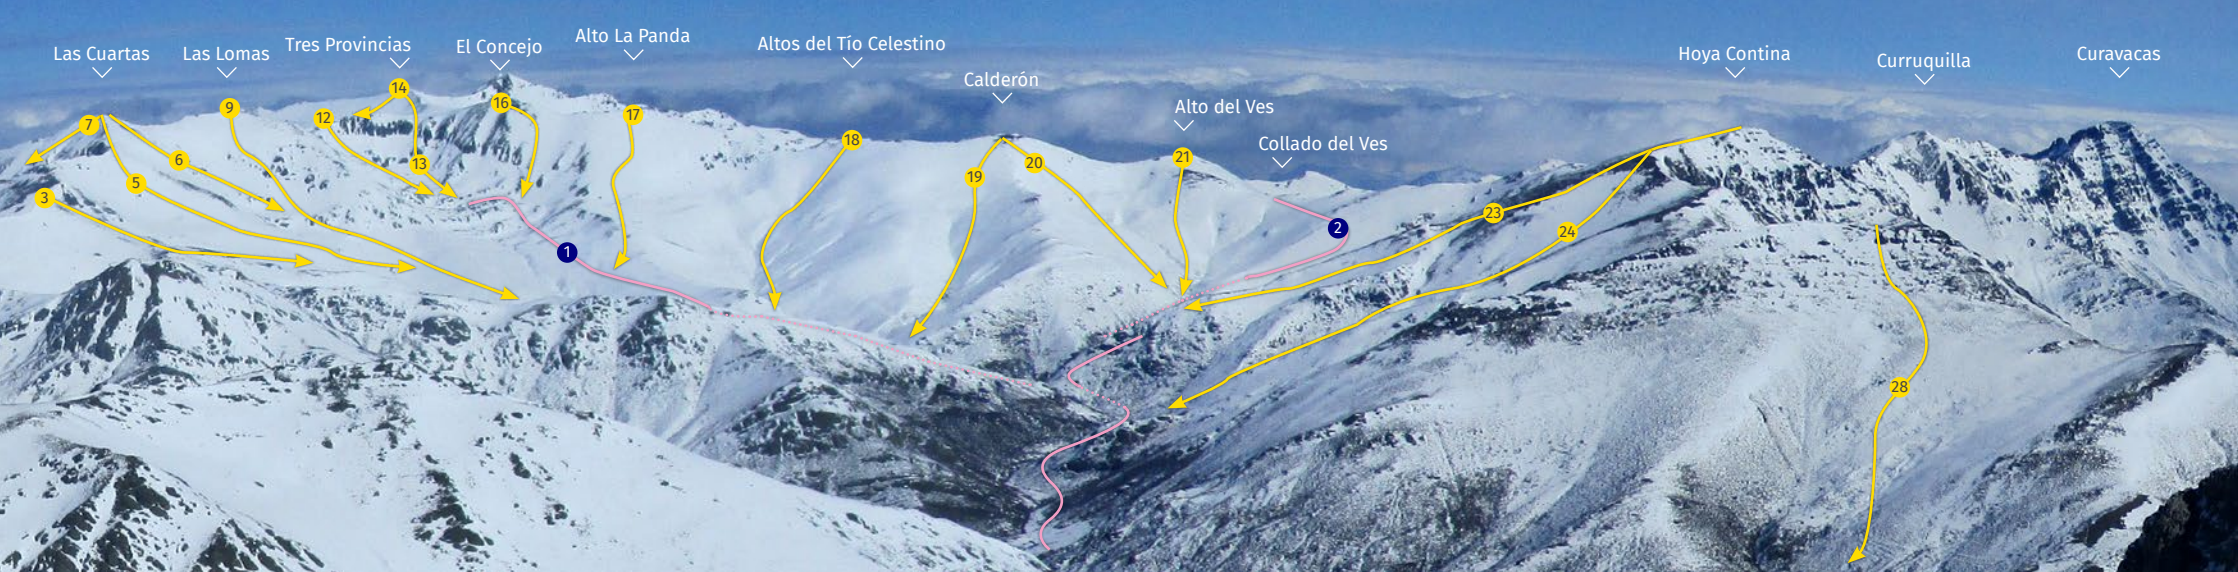 Las Cuartas
Las Lomas
Tres Provincias
El Concejo
Alto La Panda
Altos del Tío Celestino
Calderón
Alto del Ves
Collado del Ves
Hoya Contina
Curruquilla
Curavacas
7
9
12
14
16
17
18
6
13
5
3
1
19
20
21
2
23
24
28